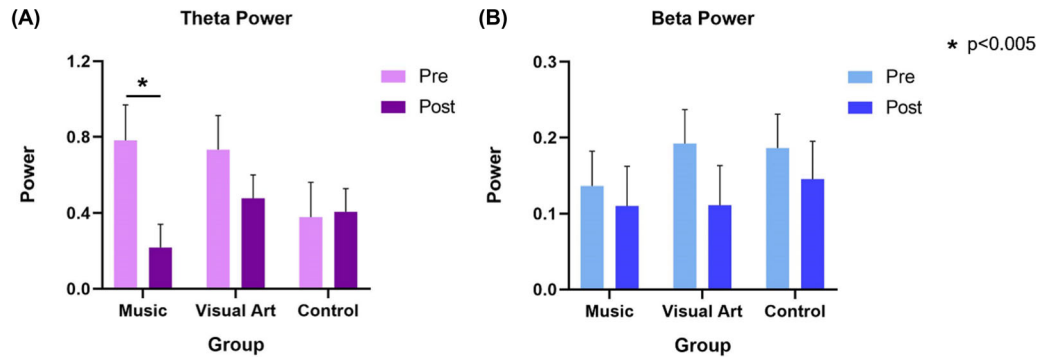 (A)
Theta Power
1.2
0.8
0.4
0.0
Power
*
Pre
Post
Music
Visual Art
Control
Group
(B)
Beta Power
0.3
0.2
0.1
0.0
Power
Pre
Post
Music
Visual Art
Control
Group
* p<0.005